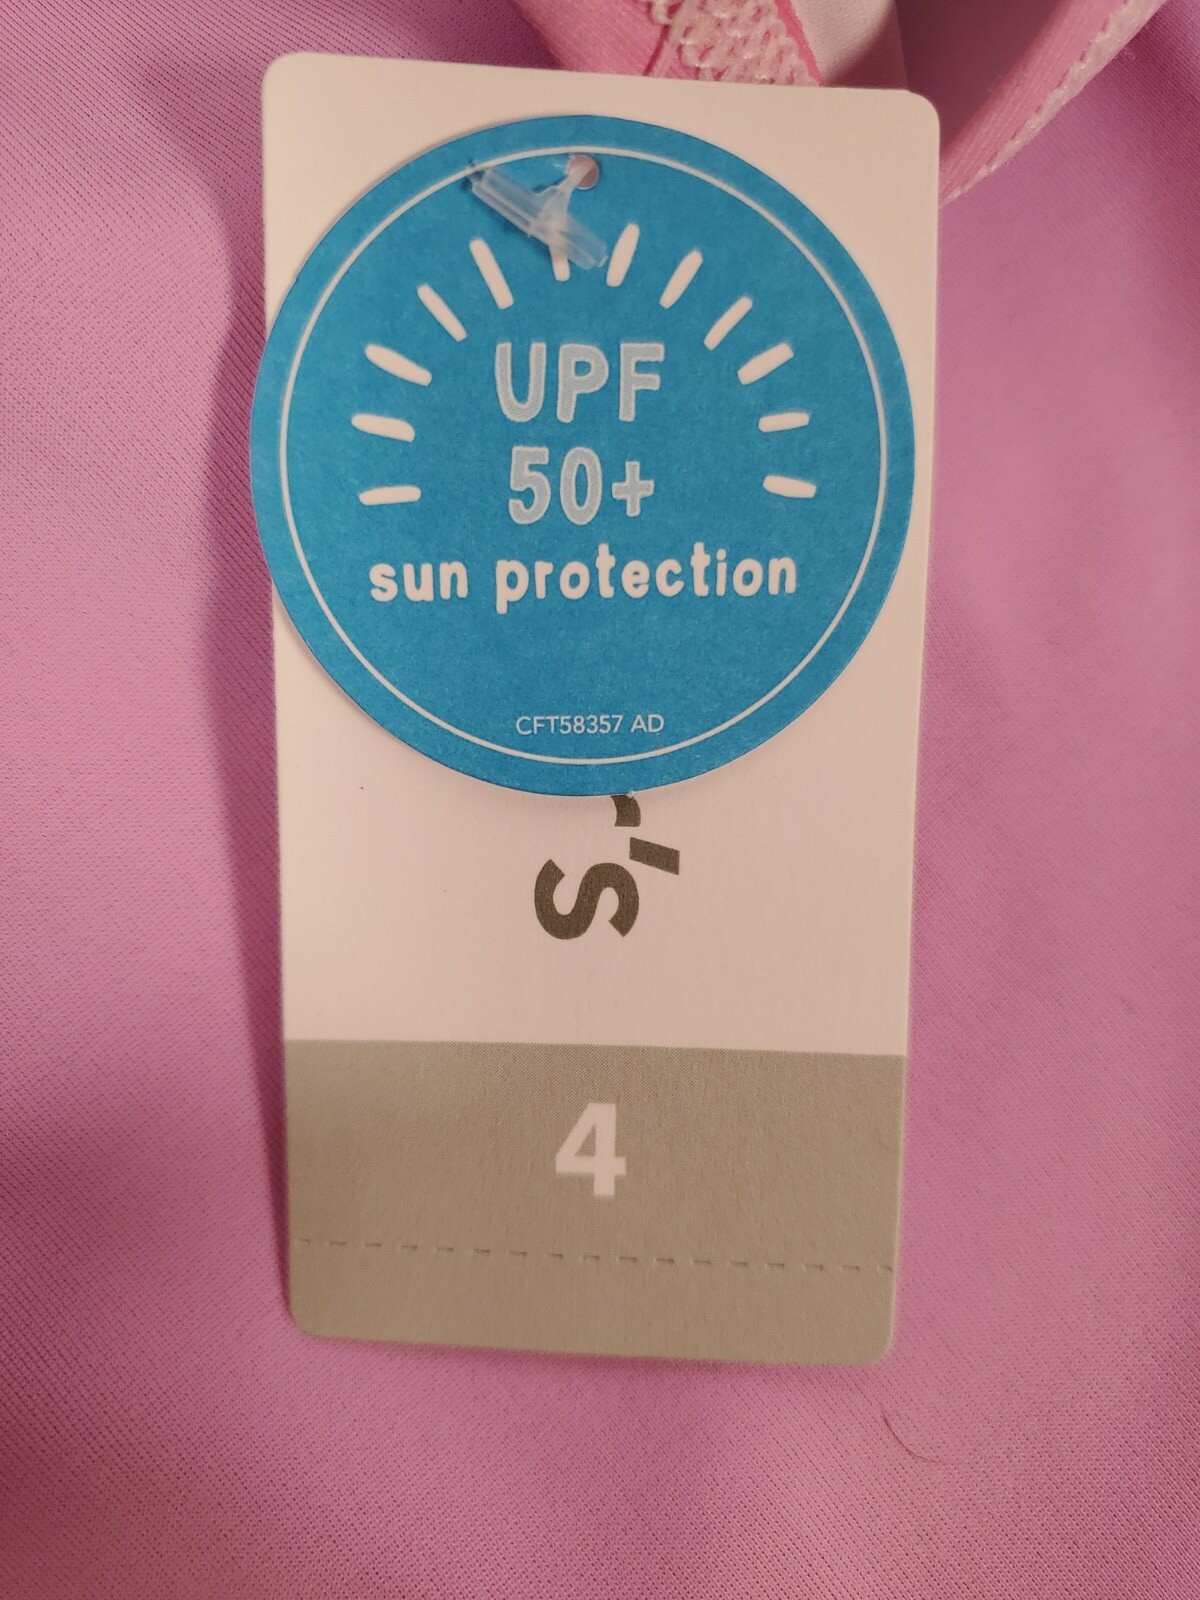 UPF
50+
sun protection
CFT58357 AD
's
4